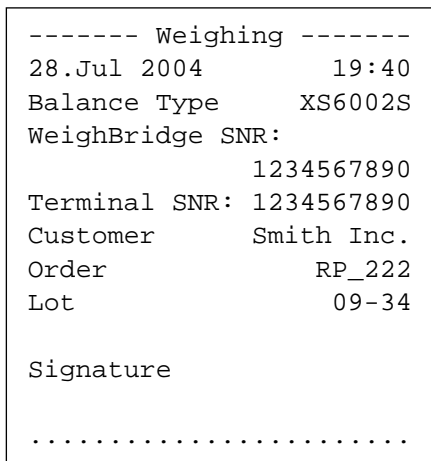 ------- Weighing -------
28.Jul 2004        19:40
Balance Type     XS6002S
WeighBridge SNR:
              1234567890
Terminal SNR: 1234567890
Customer      Smith Inc.
Order             RP_222
Lot                09-34
Signature
........................